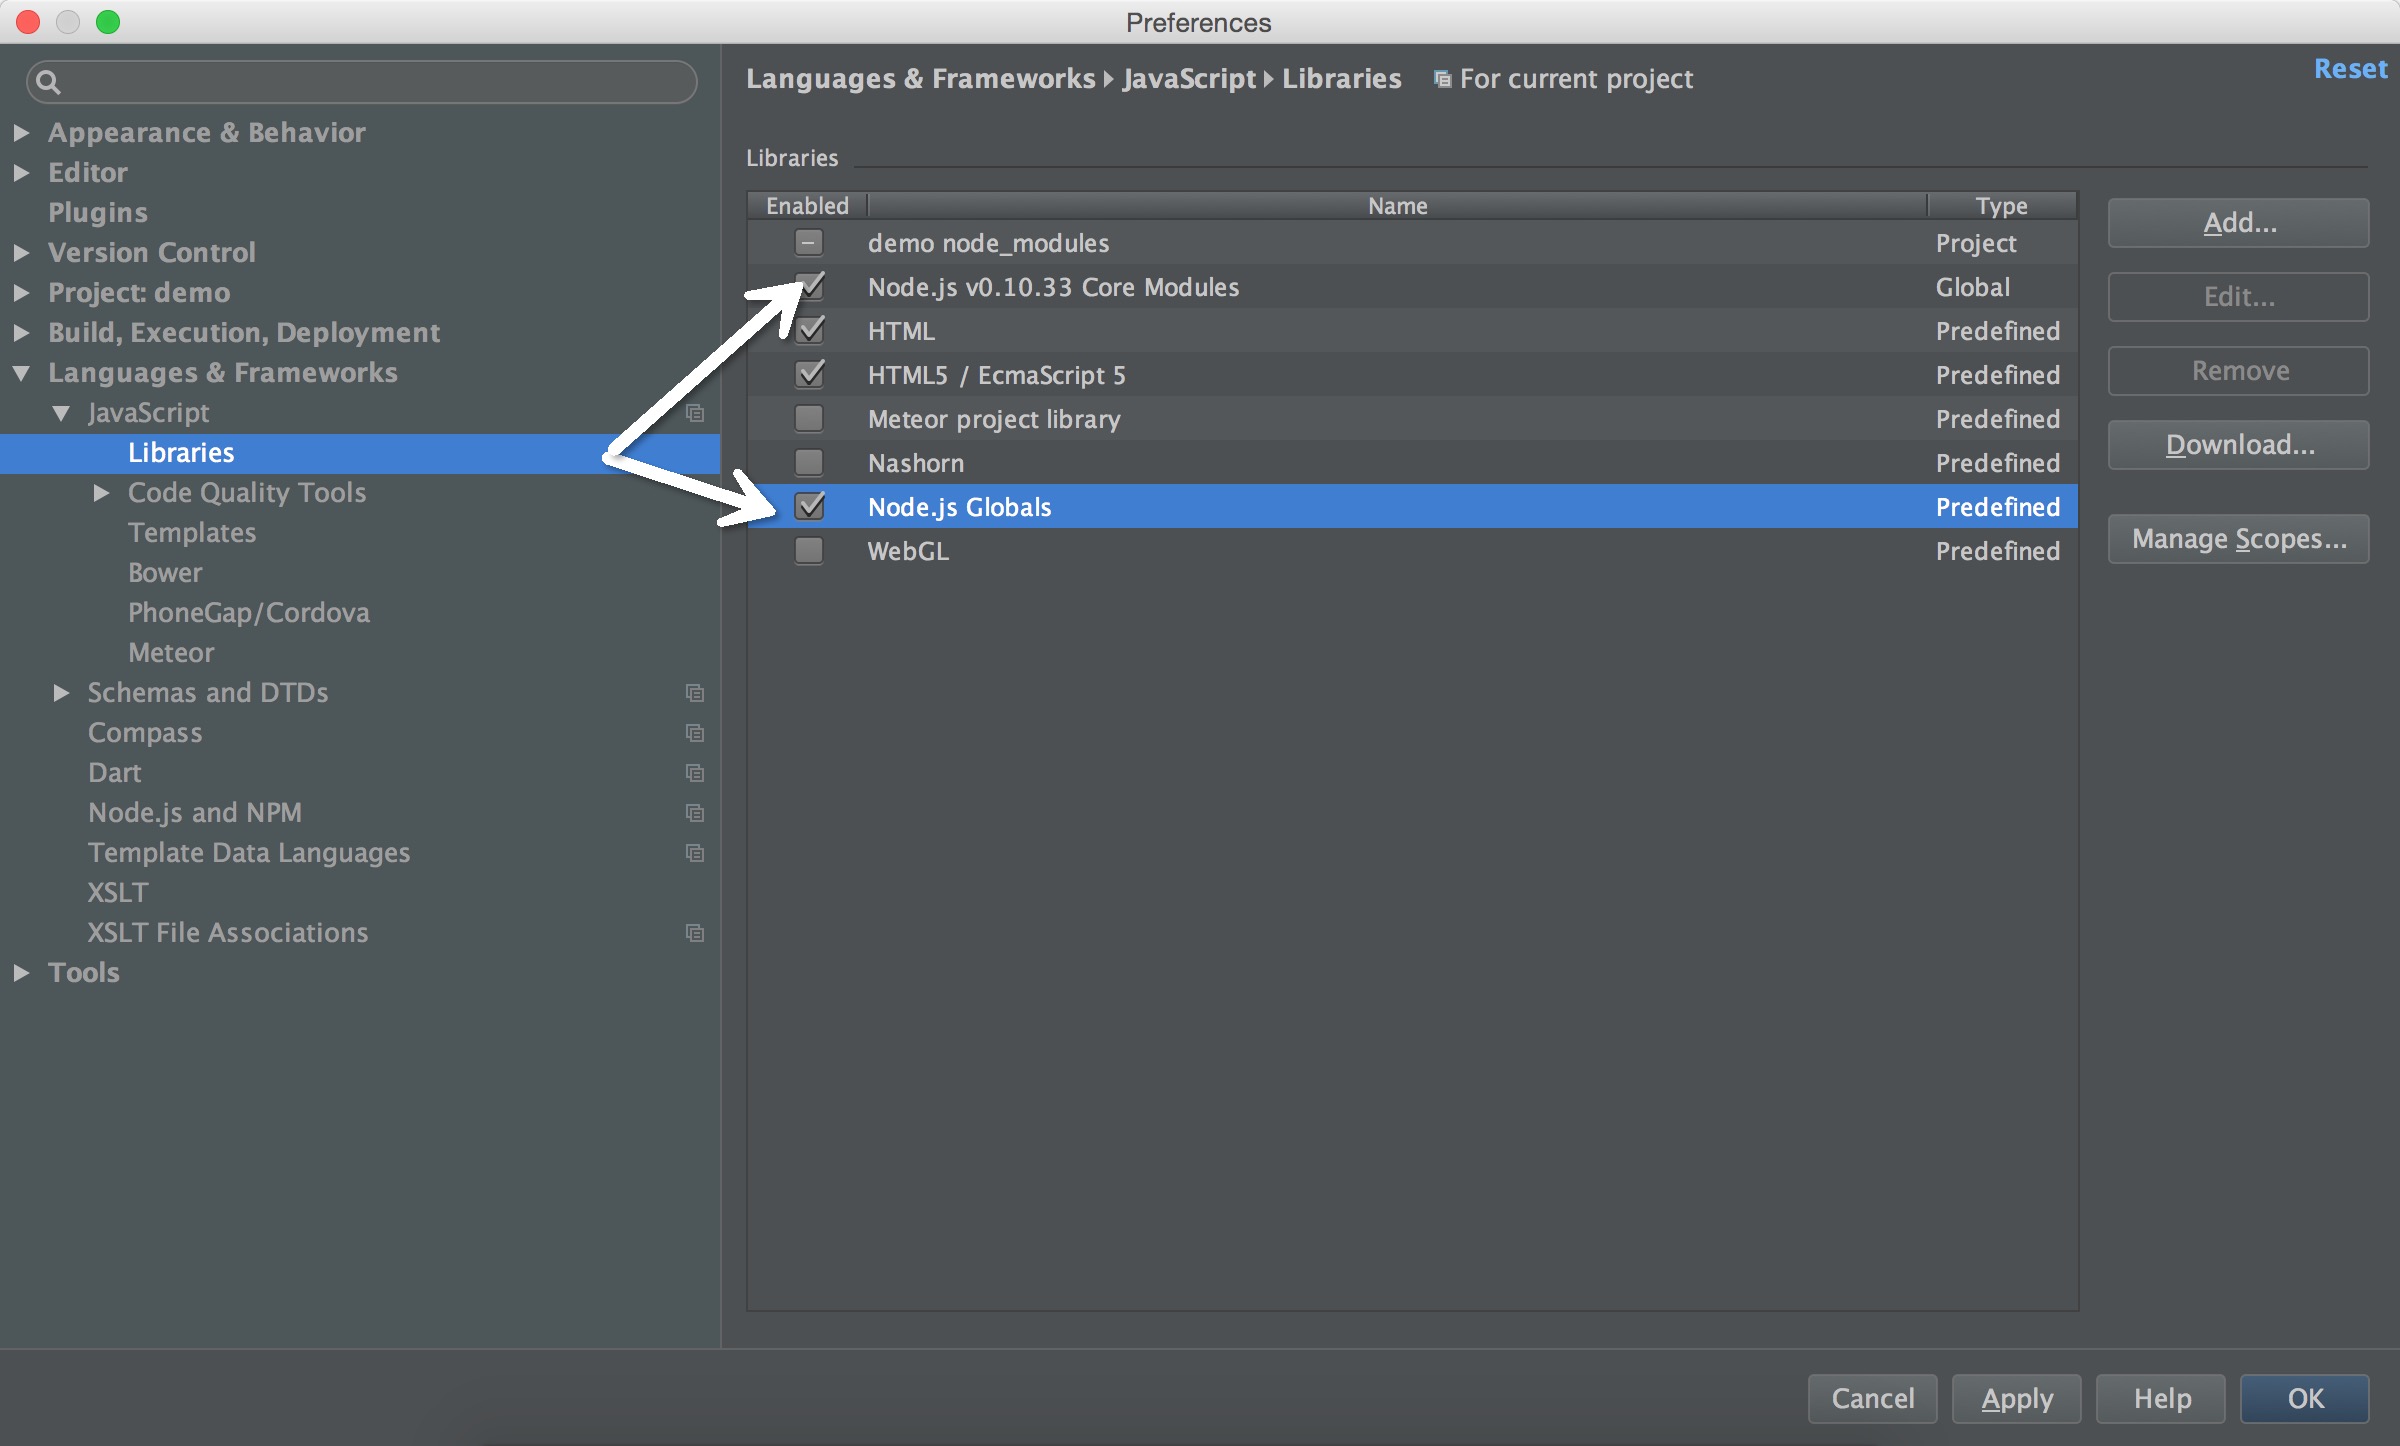 Preferences
Appearance & Behavior
Editor
Plugins
Version Control
Project: demo
Build, Execution, Deployment
Languages & Frameworks
JavaScript
Libraries
Code Quality Tools
Templates
Bower
PhoneGap/Cordova
Meteor
Schemas and DTDs
Compass
Dart
Node.js and NPM
Template Data Languages
XSLT
XSLT File Associations
Tools
Languages & Frameworks JavaScript Libraries For current project
Reset
Libraries
Enabled Name Type
demo node_modules Project
Node.js v0.10.33 Core Modules Global
HTML Predefined
HTML5 / EcmaScript 5 Predefined
Meteor project library Predefined
Nashorn Predefined
Node.js Globals Predefined
WebGL Predefined
Add...
Edit...
Remove
Download...
Manage Scopes...
Cancel Apply Help OK